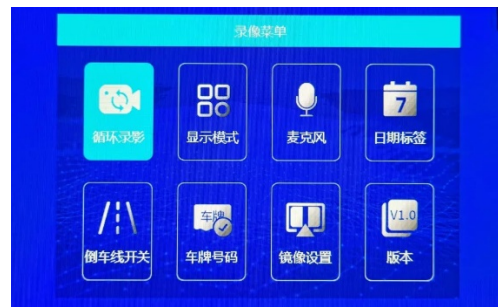 录像菜单
循环录影
显示模式
麦克风
7
日期标签
倒车线开关
车牌
车牌号码
镜像设置
V1.0
版本